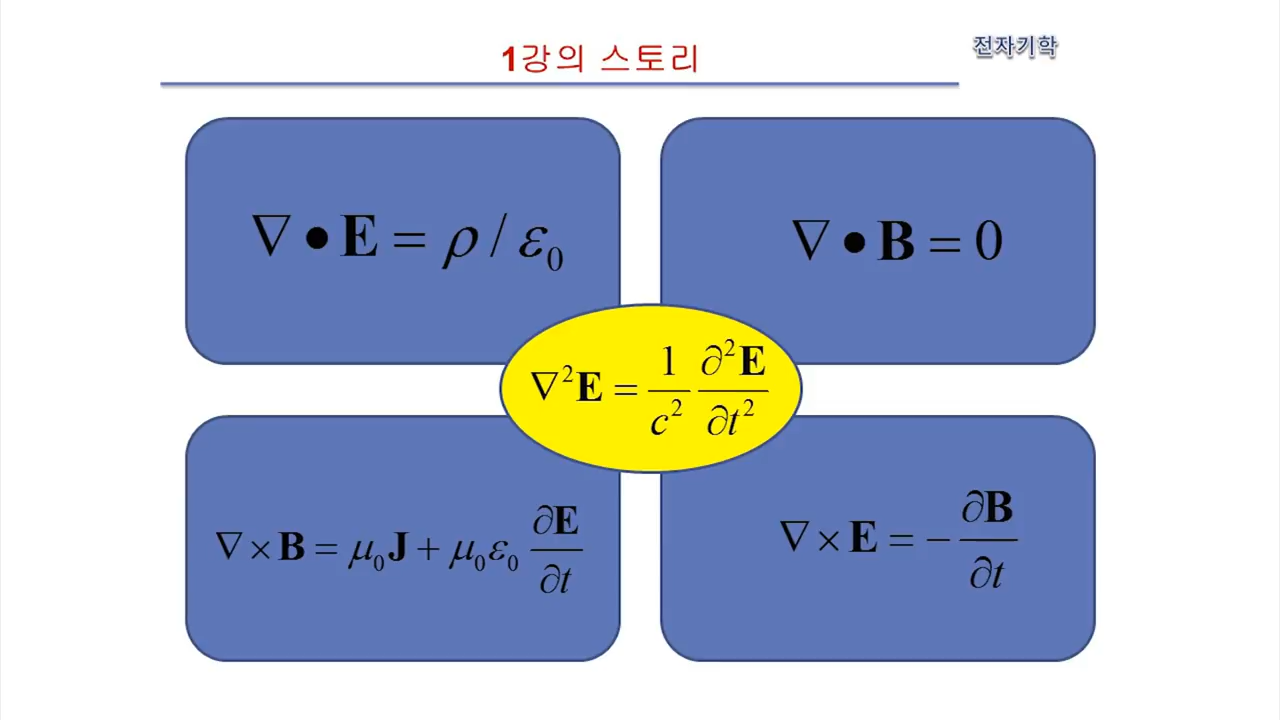 1강의 스토리
전자기학
∇ • E = ρ / ε₀
∇ • B = 0
∇²E = 1/c² ∂²E/∂t²
∇ × B = μ₀J + μ₀ε₀ ∂E/∂t
∇ × E = − ∂B/∂t